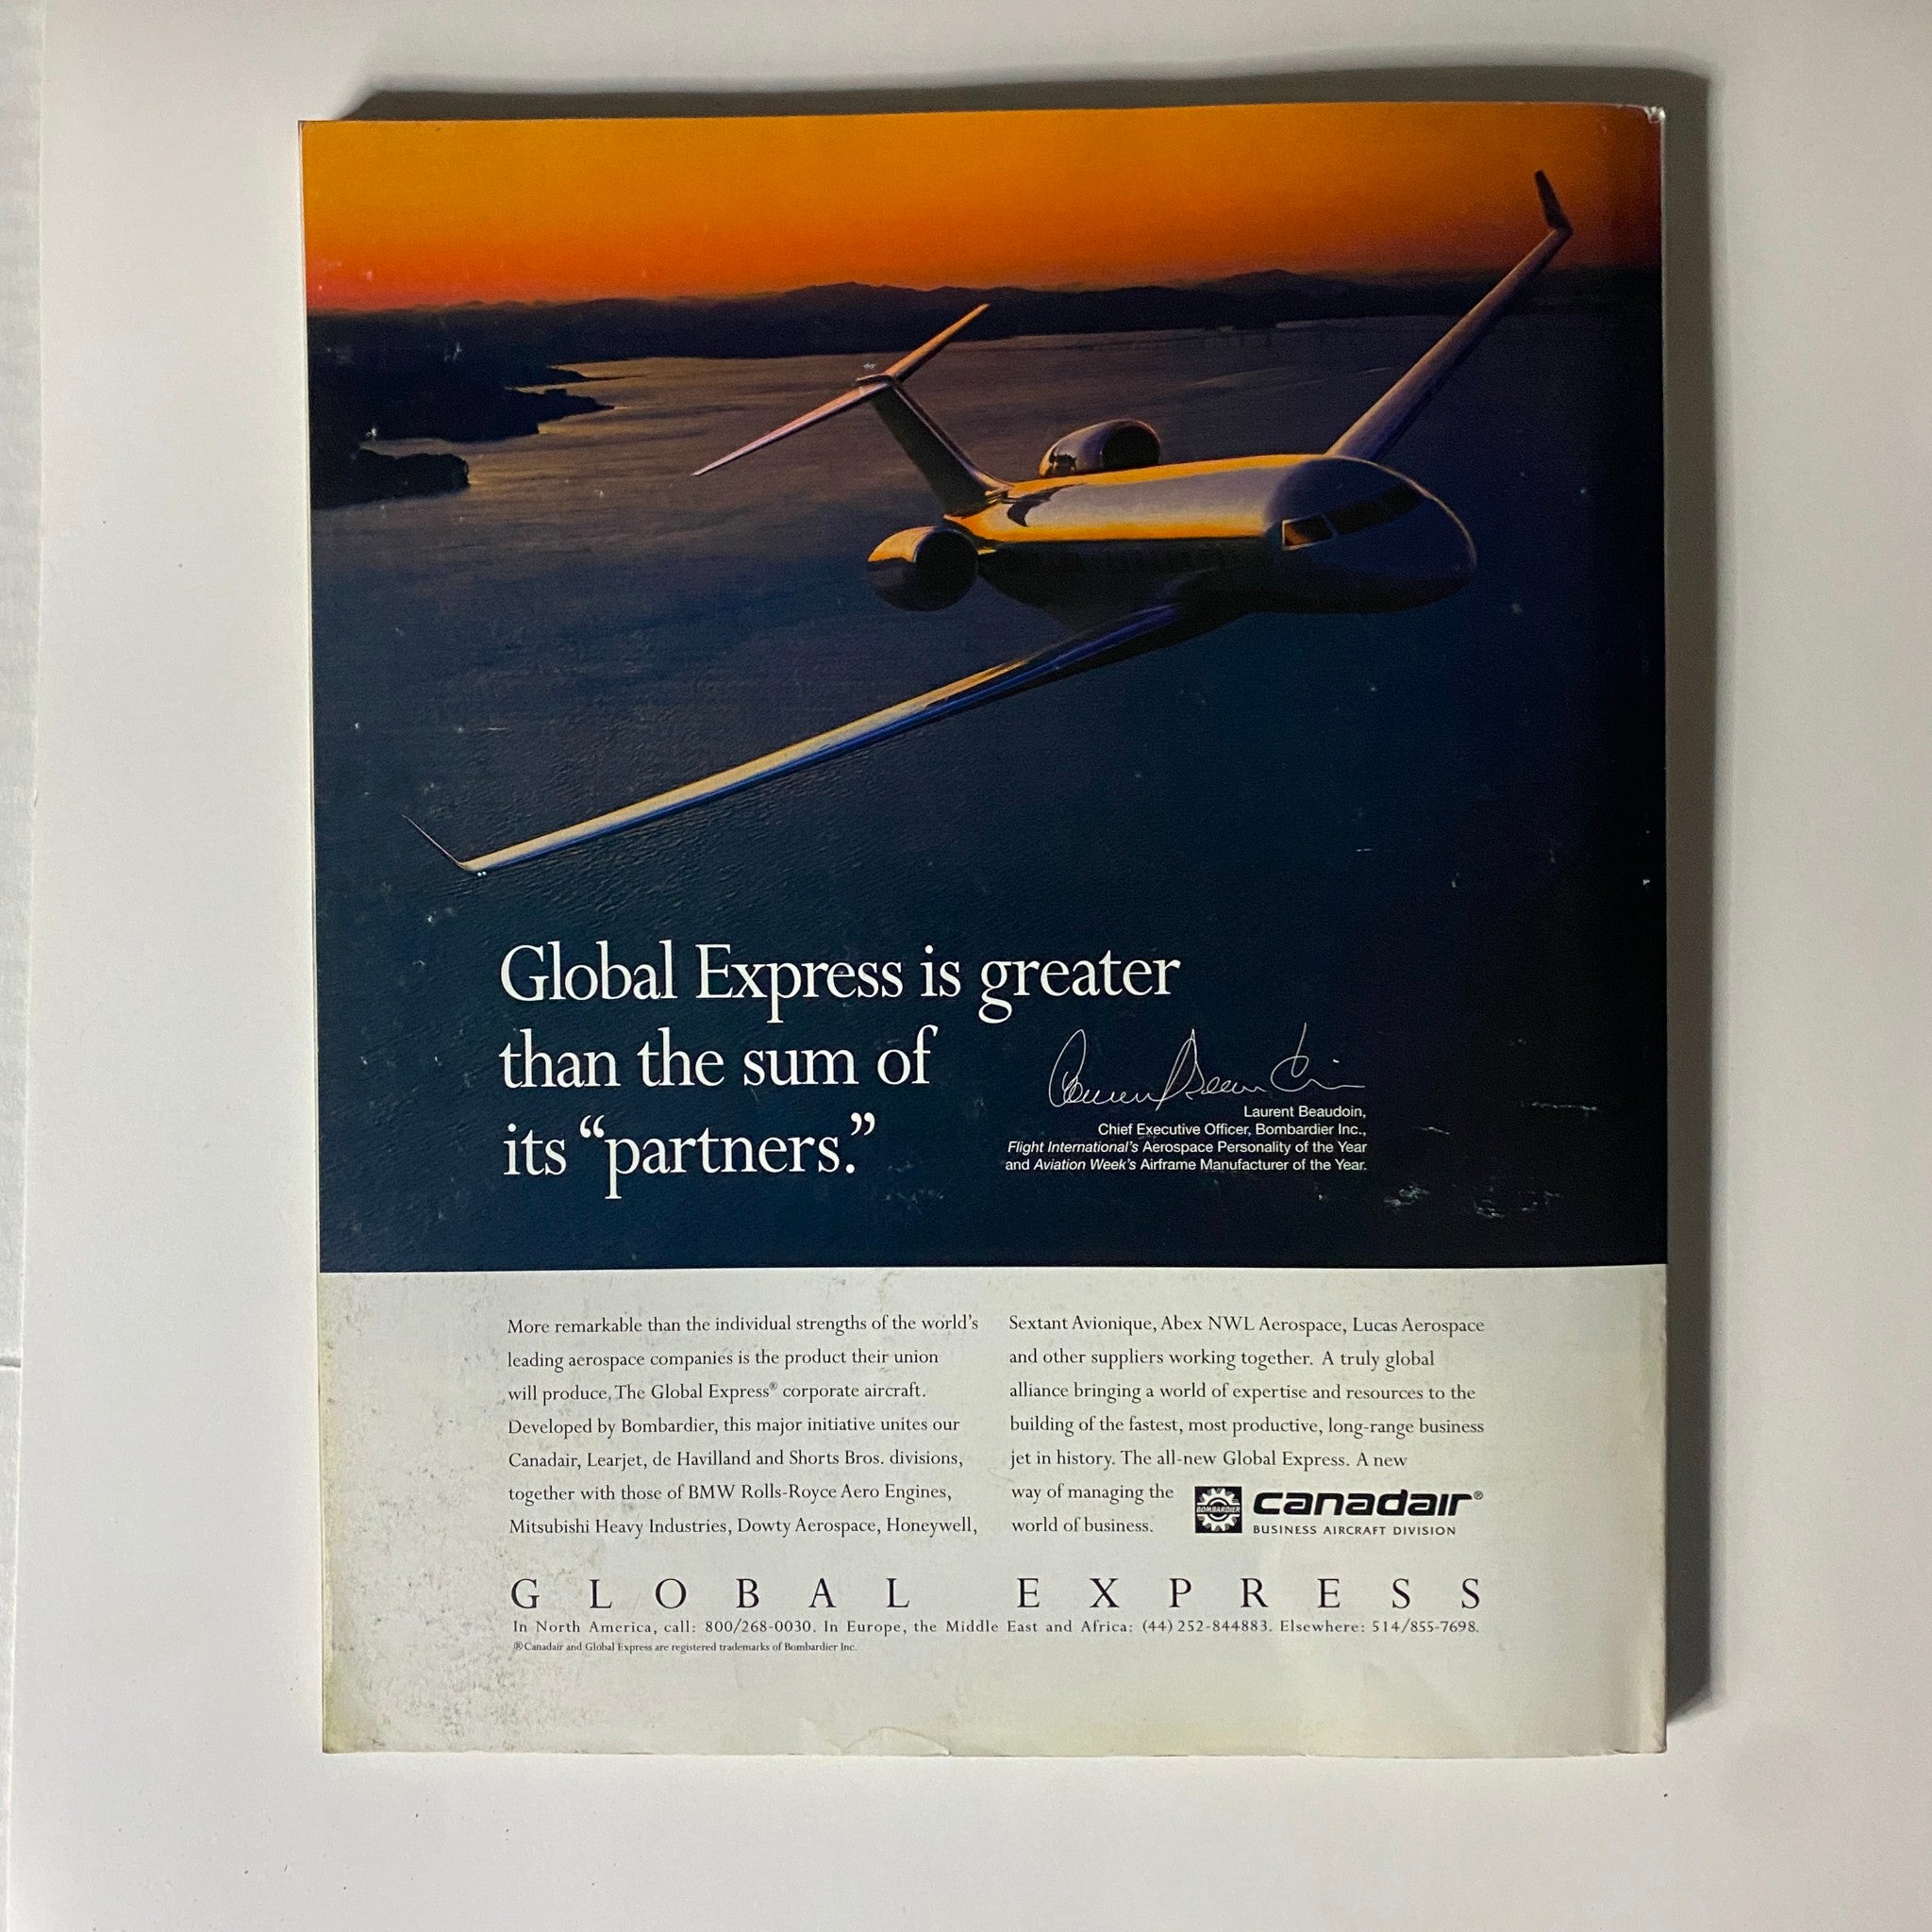 Global Express is greater
than the sum of
its “partners.”
Laurent Beaudoin,
Chief Executive Officer, Bombardier Inc.,
Flight International's Aerospace Personality of the Year
and Aviation Week's Airframe Manufacturer of the Year.
More remarkable than the individual strengths of the world's
leading aerospace companies is the product their union
will produce. The Global Express® corporate aircraft.
Developed by Bombardier, this major initiative unites our
Canadair, Learjet, de Havilland and Shorts Bros. divisions,
together with those of BMW Rolls-Royce Aero Engines,
Mitsubishi Heavy Industries, Dowty Aerospace, Honeywell,
Sextant Avionique, Abex NWL Aerospace, Lucas Aerospace
and other suppliers working together. A truly global
alliance bringing a world of expertise and resources to the
building of the fastest, most productive, long-range business
jet in history. The all-new Global Express. A new
way of managing the
world of business.
BOMBARDIER
canadair®
BUSINESS AIRCRAFT DIVISION
GLOBAL EXPRESS
In North America, call: 800/268-0030. In Europe, the Middle East and Africa: (44) 252-844883. Elsewhere: 514/855-7698.
®Canadair and Global Express are registered trademarks of Bombardier Inc.